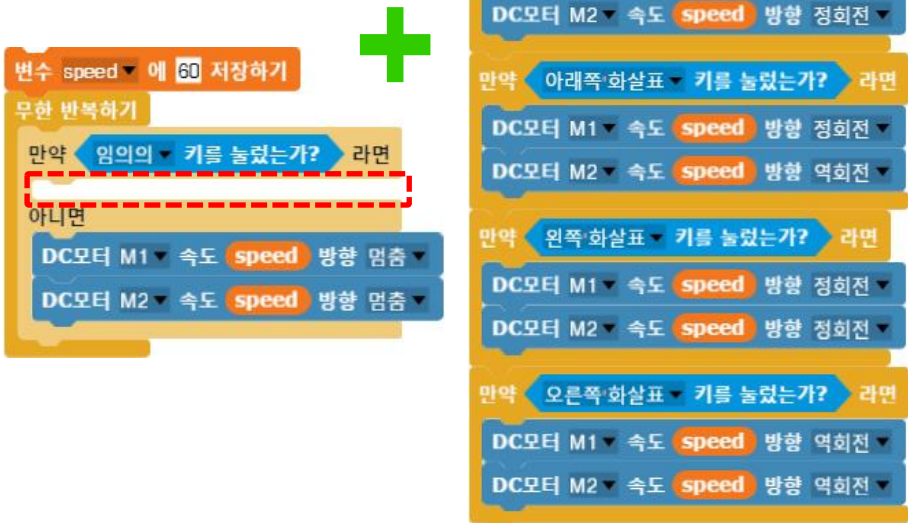 변수 speed 에 60 저장하기
무한 반복하기
만약 임의의 키를 눌렀는가? 라면
아니면
DC모터 M1 속도 speed 방향 멈춤
DC모터 M2 속도 speed 방향 멈춤
DC모터 M2 속도 speed 방향 정회전
만약 아래쪽 화살표 키를 눌렀는가? 라면
DC모터 M1 속도 speed 방향 정회전
DC모터 M2 속도 speed 방향 역회전
만약 왼쪽 화살표 키를 눌렀는가? 라면
DC모터 M1 속도 speed 방향 정회전
DC모터 M2 속도 speed 방향 정회전
만약 오른쪽 화살표 키를 눌렀는가? 라면
DC모터 M1 속도 speed 방향 역회전
DC모터 M2 속도 speed 방향 역회전